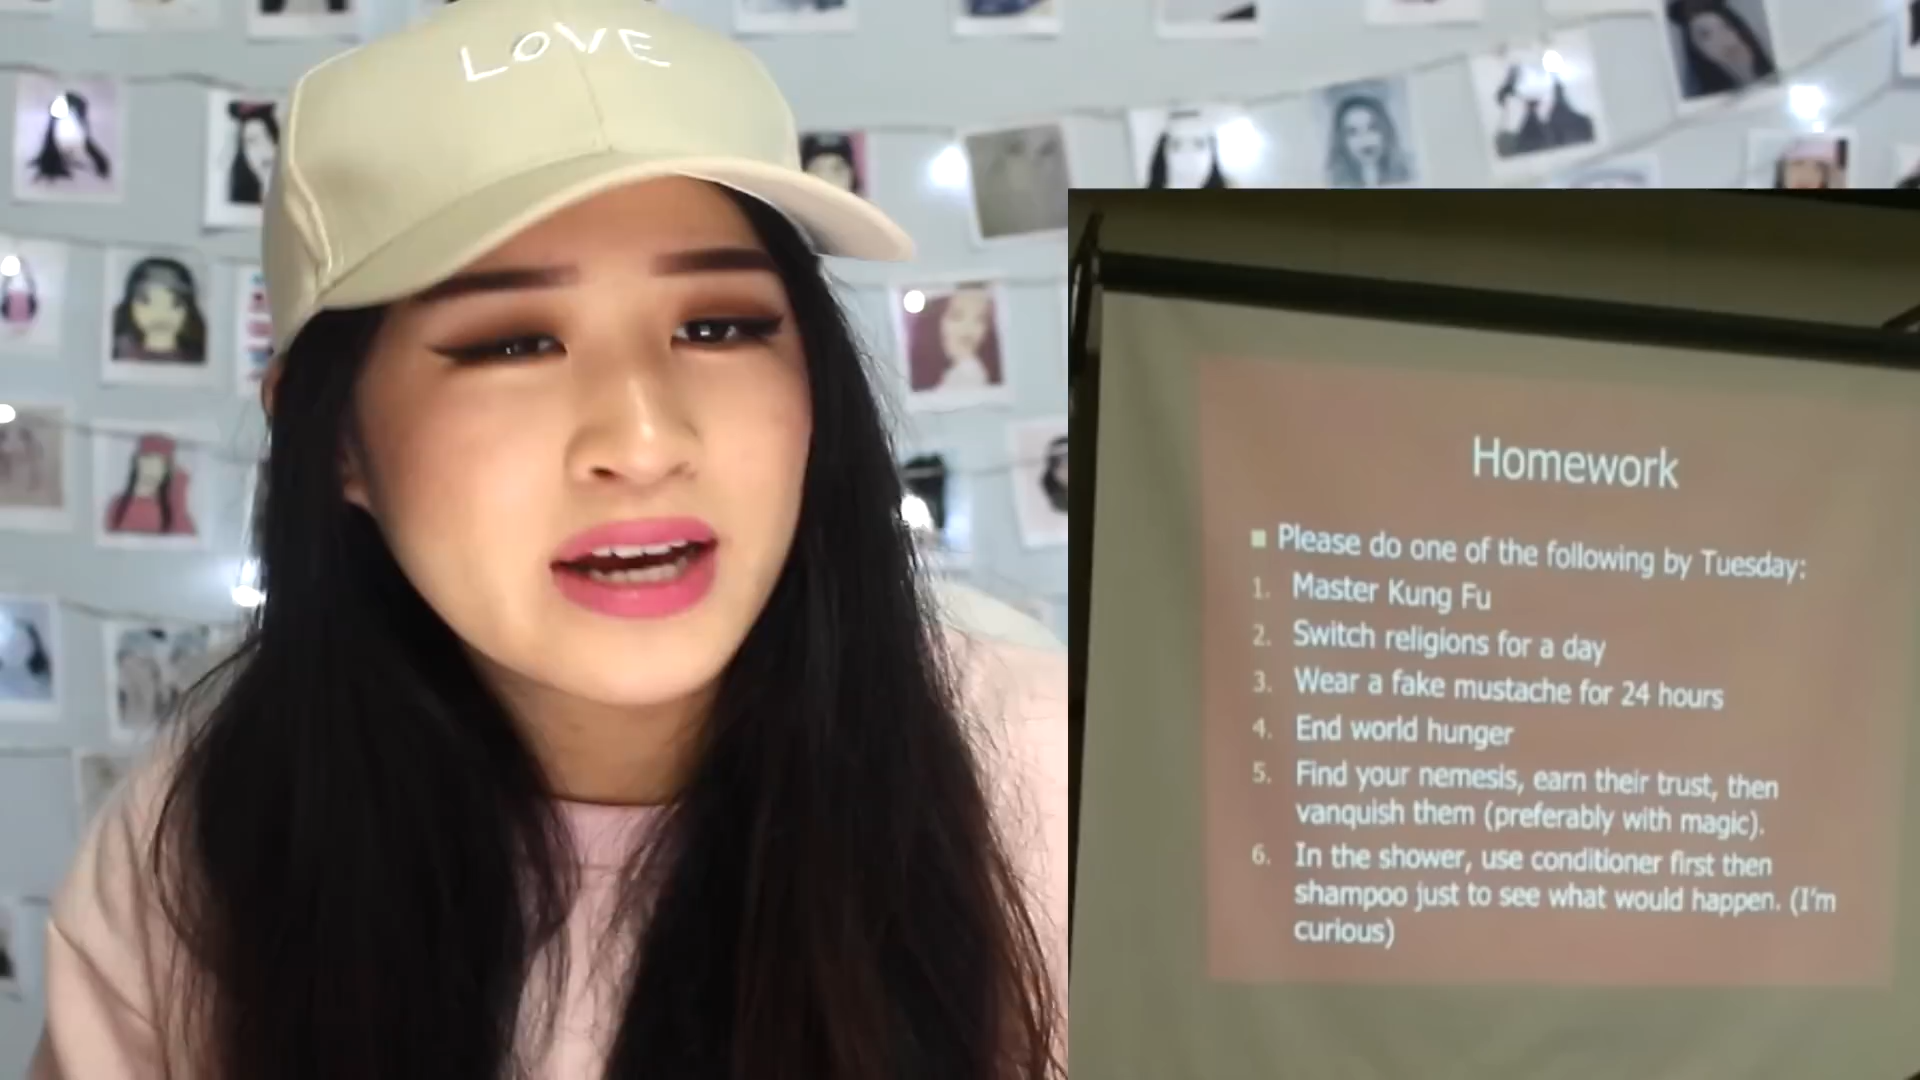 LOVE
Homework
Please do one of the following by Tuesday:
1. Master Kung Fu
2. Switch religions for a day
3. Wear a fake mustache for 24 hours
4. End world hunger
5. Find your nemesis, earn their trust, then
vanquish them (preferably with magic).
6. In the shower, use conditioner first then
shampoo just to see what would happen. (I'm
curious)